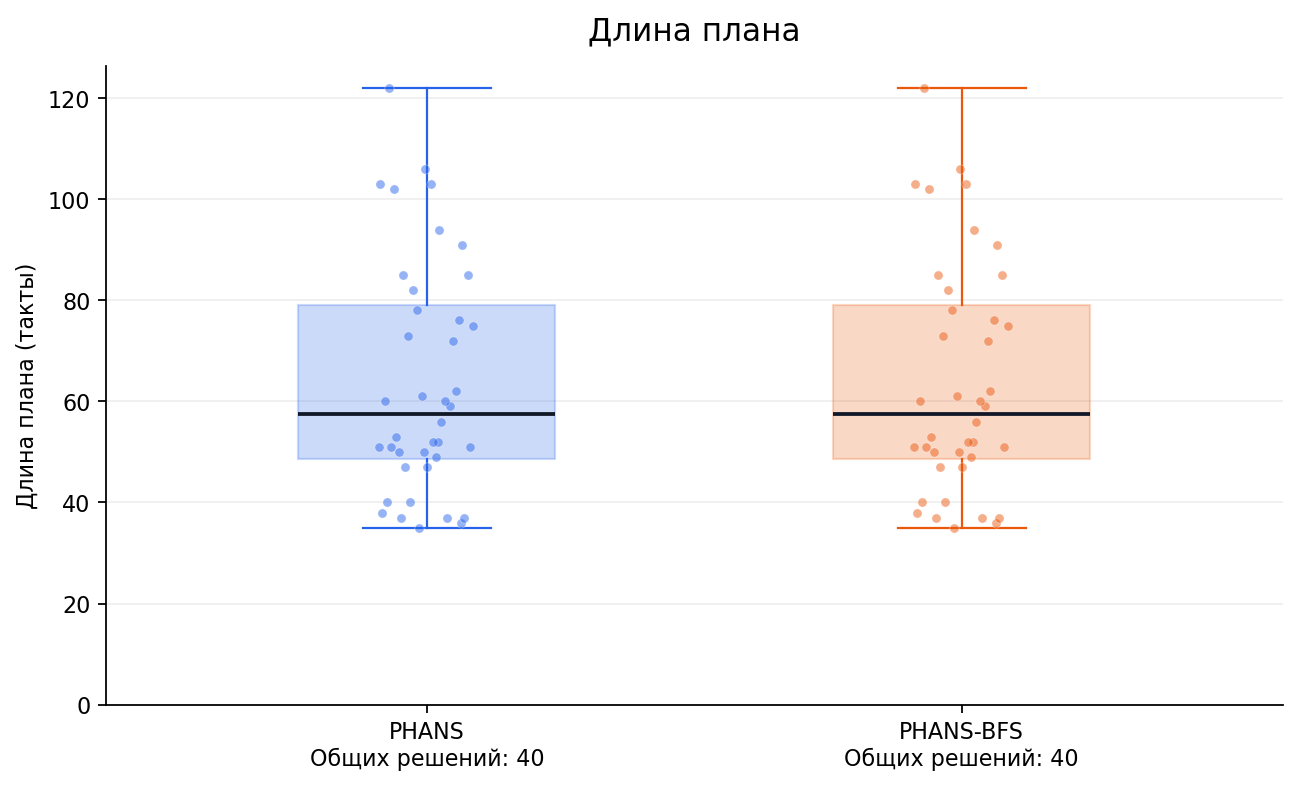 Длина плана
Длина плана (такты)
120
100
80
60
40
20
0
PHANS
Общих решений: 40
PHANS-BFS
Общих решений: 40